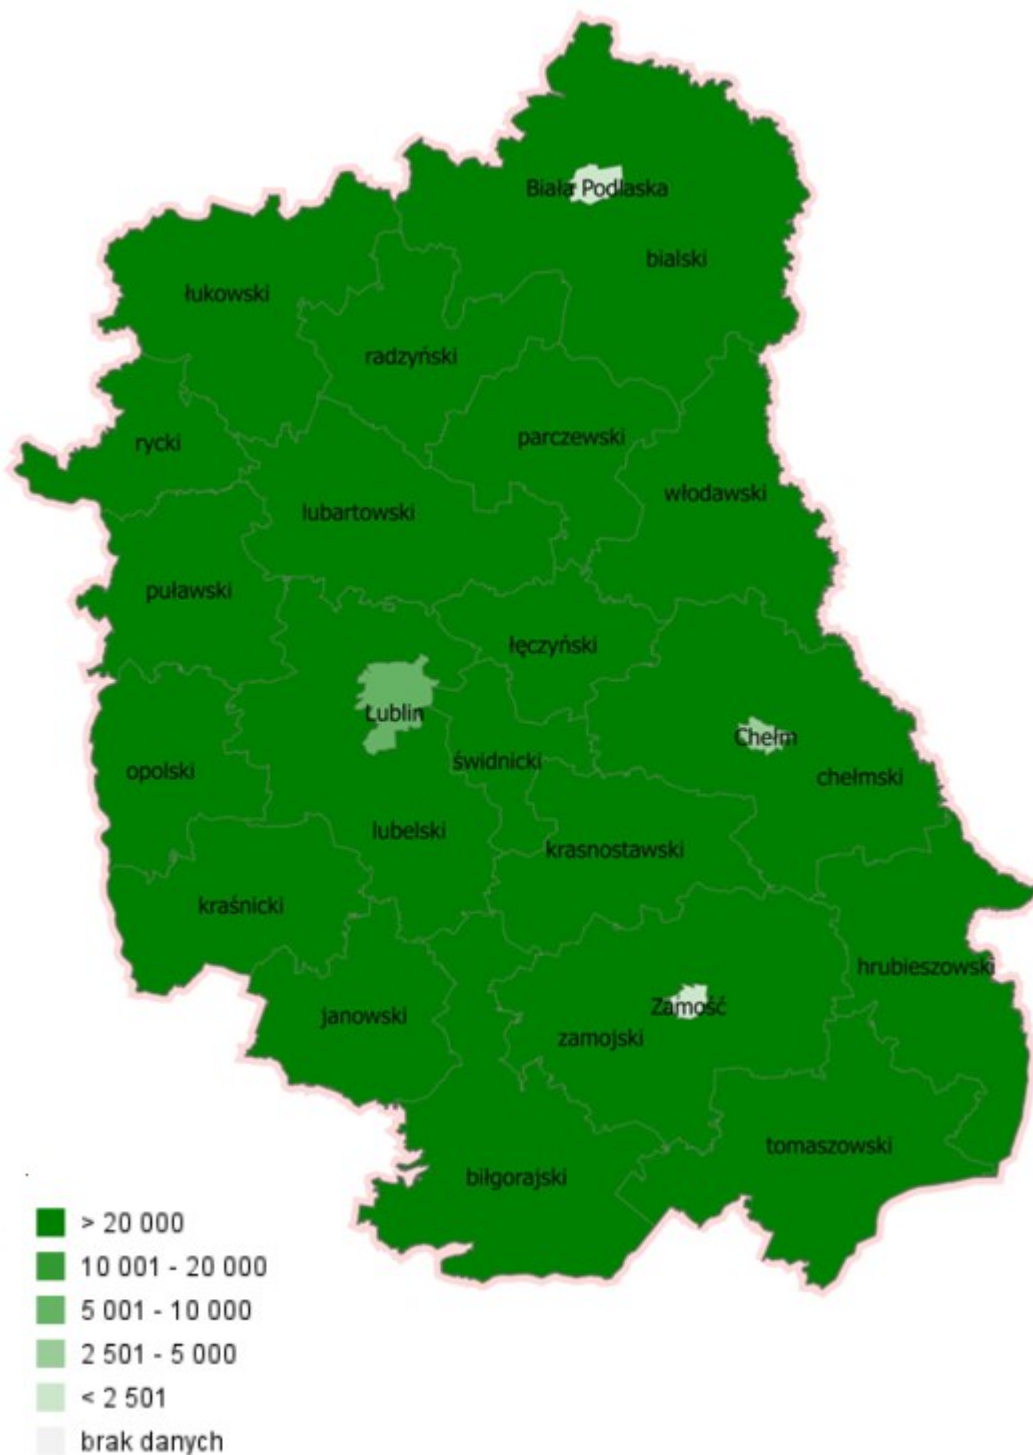 Biała Podlaska
bialski
łukowski
radzyński
parczewski
rycki
włodawski
lubartowski
puławski
łęczyński
Lublin
Chełm
świdnicki
opolski
chełmski
lubelski
krasnostawski
kraśnicki
hrubieszowski
Zamość
janowski
zamojski
tomaszowski
biłgorajski
> 20 000
10 001 - 20 000
5 001 - 10 000
2 501 - 5 000
< 2 501
brak danych